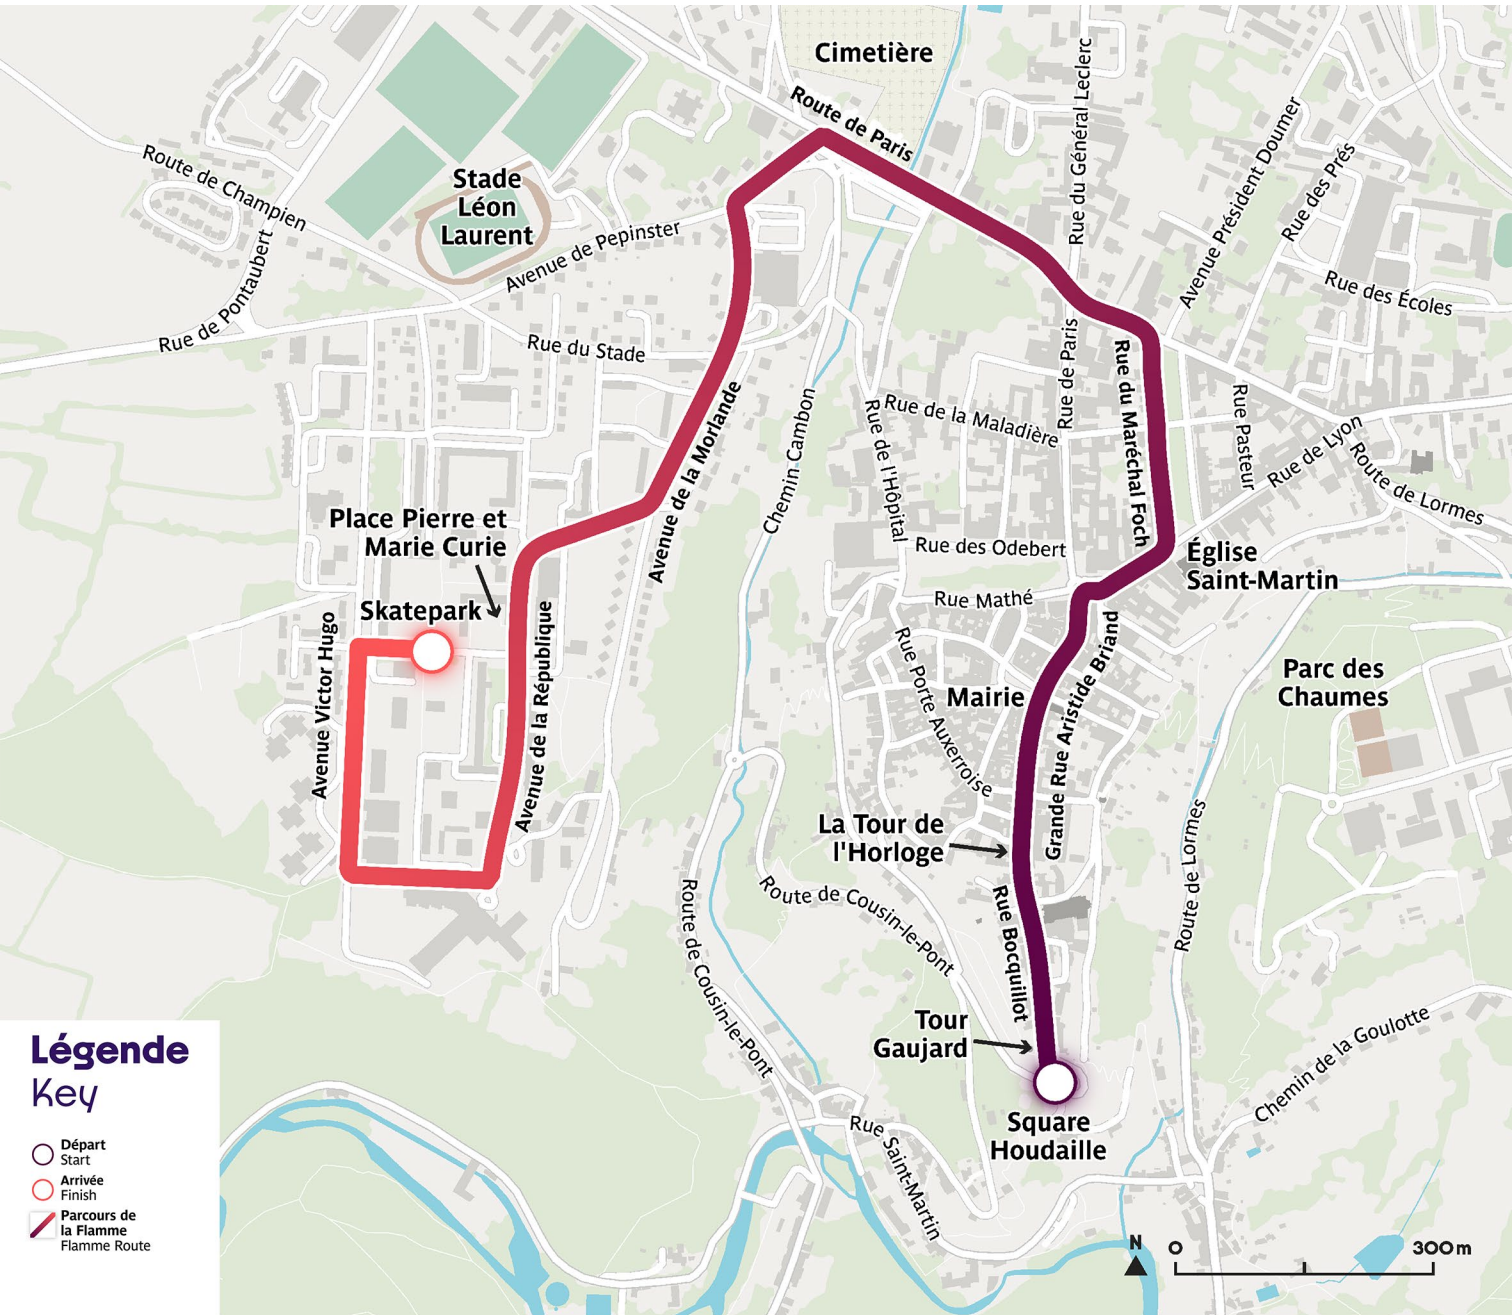 Cimetière
Route de Paris
Rue du Général Leclerc
Avenue Président Doumer
Rue des Prés
Route de Champien
Stade
Léon
Laurent
Avenue de Pepinster
Rue de Pontaubert
Rue des Écoles
Rue du Stade
Rue de Paris
Rue du Maréchal Foch
Rue Pasteur
Rue de Lyon
Route de Lormes
Avenue de la Morlande
Chemin Cambon
Rue de la Maladière
Rue de l'Hôpital
Place Pierre et
Marie Curie
Skatepark
Rue des Odebert
Église
Saint-Martin
Rue Mathé
Avenue Victor Hugo
Avenue de la République
Rue Porte Auxerroise
Mairie
Grande Rue Aristide Briand
Parc des
Chaumes
La Tour de
l'Horloge
Route de Lormes
Route de Cousin-le-Pont
Route de Cousin-le-Pont
Rue Bocquillot
Tour
Gaujard
Chemin de la Goulotte
Square
Houdaille
Rue Saint-Martin
Légende
Key
Départ
Start
Arrivée
Finish
Parcours de
la Flamme
Flamme Route
N
0 300m